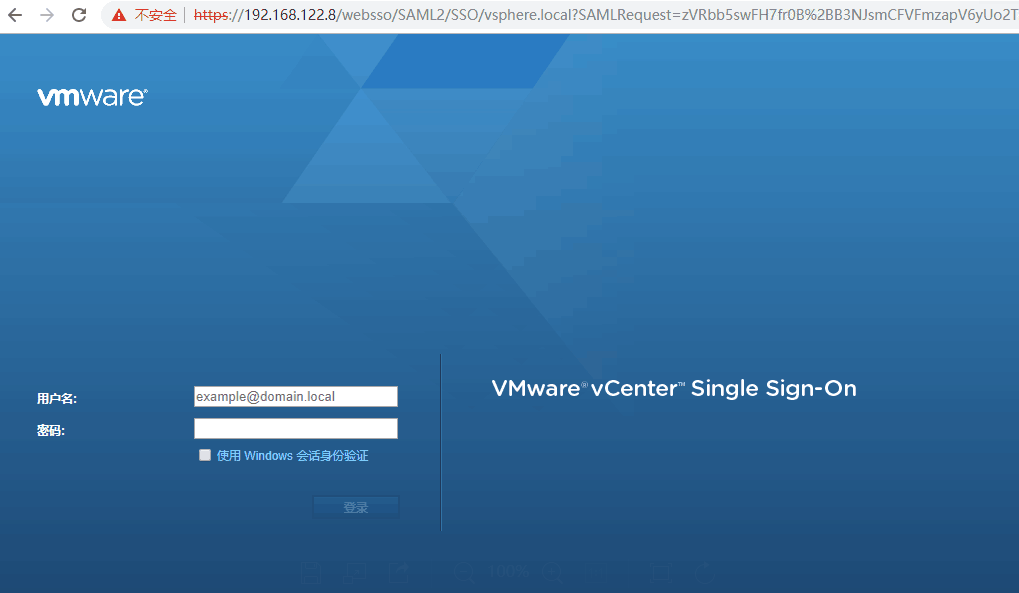 不安全 https://192.168.122.8/websso/SAML2/SSO/vsphere.local?SAMLRequest=zVRbb5swFH7fr0B%2BB3NJsmCFVFmzapV6yUo2T
vmware®
VMware® vCenter™ Single Sign-On
用户名: example@domain.local
密码:
使用 Windows 会话身份验证
登录
100%